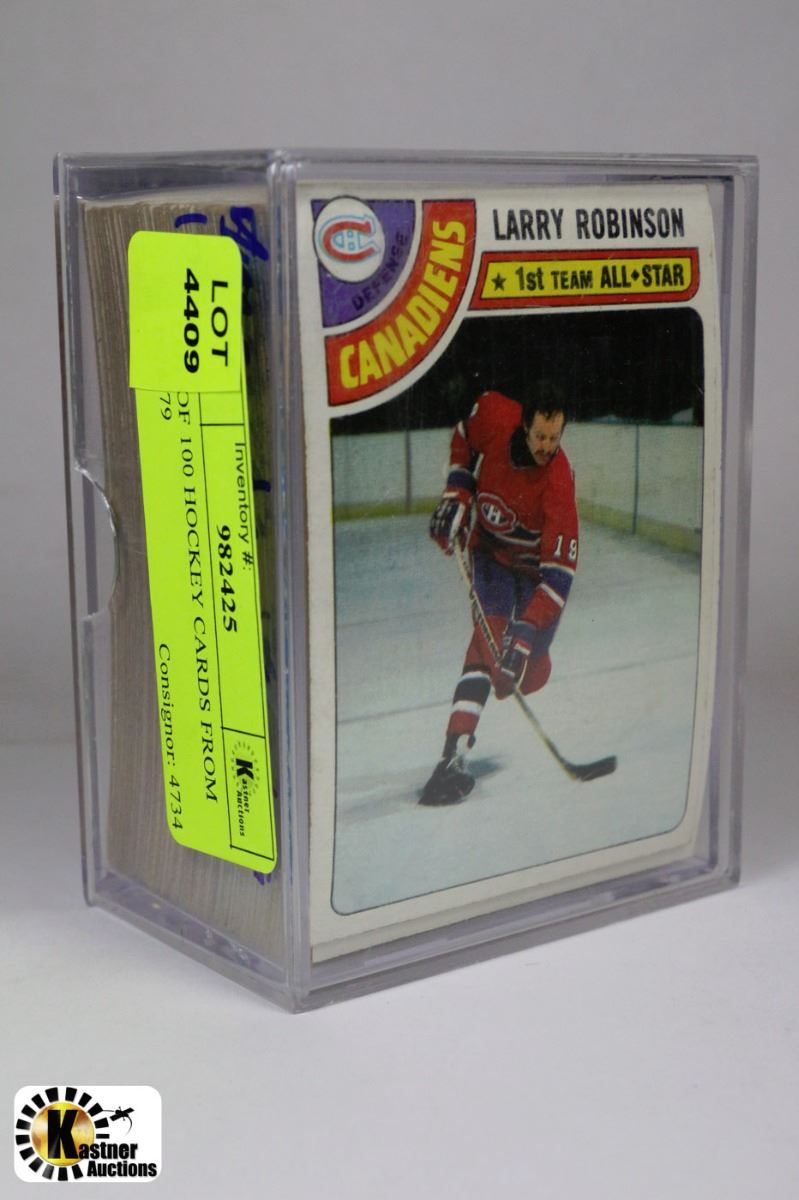 LOT
4409
Inventory #:
982425
OF 100 HOCKEY CARDS FROM
79
Consignor: 4734
Kastner
Auctions
DEFENSE
CANADIENS
LARRY ROBINSON
★ 1st TEAM ALL◆STAR
H
19
Kastner
Auctions